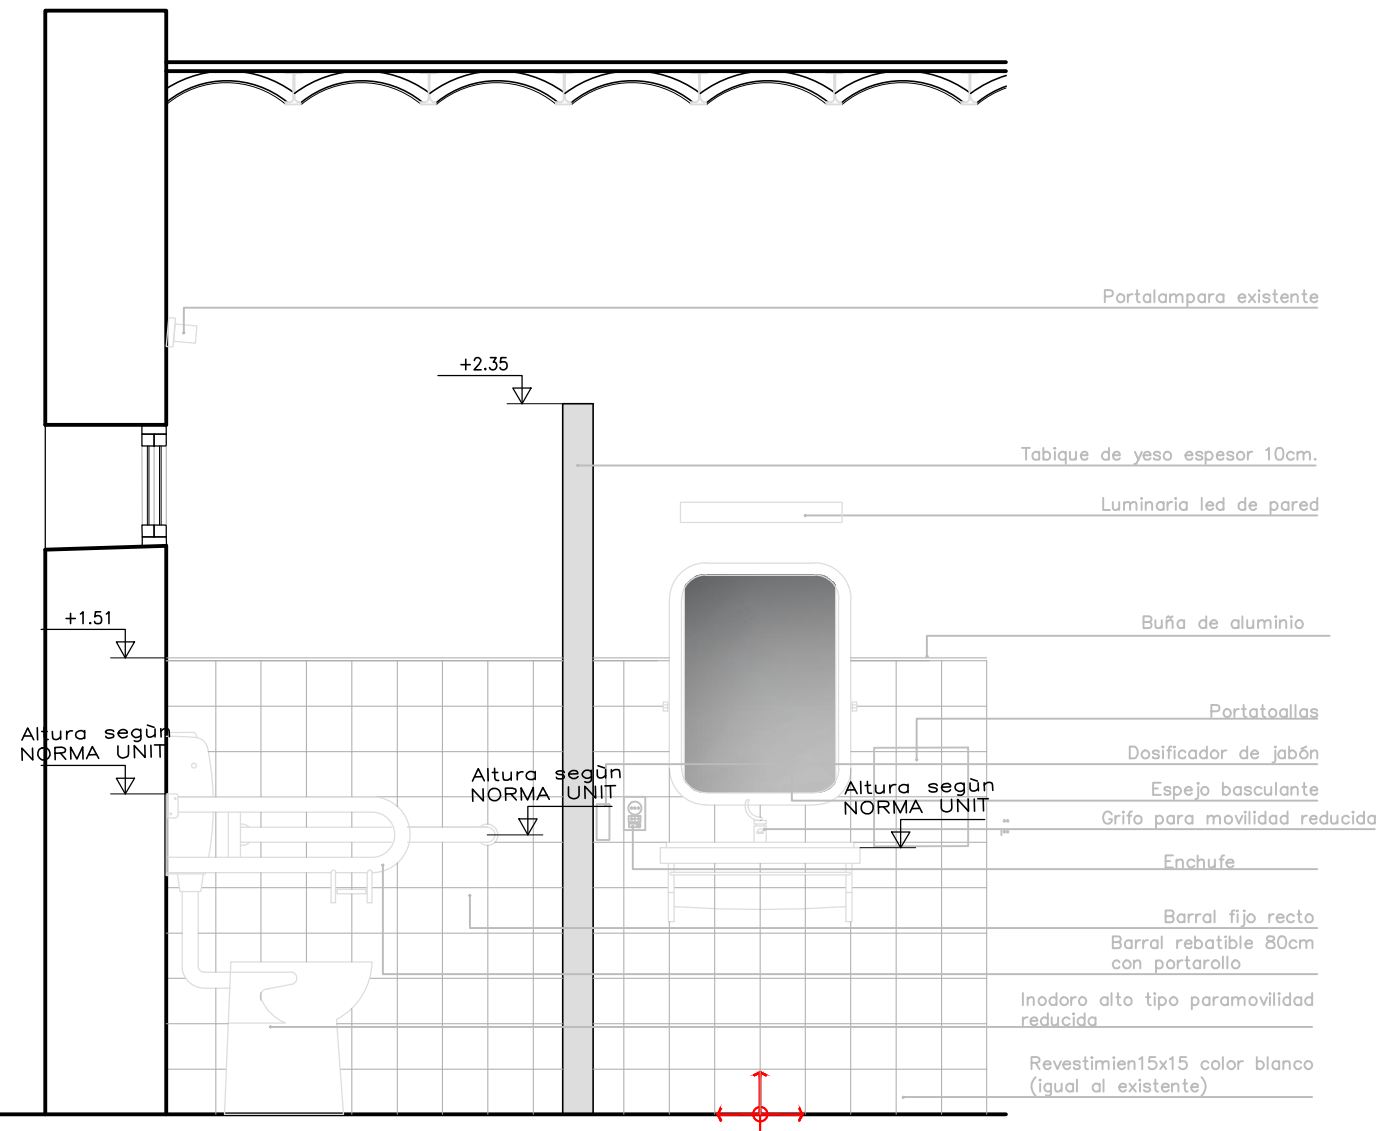 Portalampara existente
+2.35
Tabique de yeso espesor 10cm.
Luminaria led de pared
+1.51
Buña de aluminio
Portatoallas
Altura segùn
NORMA UNIT
Dosificador de jabón
Altura segùn
NORMA UNIT
Altura segùn
NORMA UNIT
Espejo basculante
Grifo para movilidad reducida
Enchufe
Barral fijo recto
Barral rebatible 80cm
con portarollo
Inodoro alto tipo paramovilidad
reducida
Revestimien15x15 color blanco
(igual al existente)